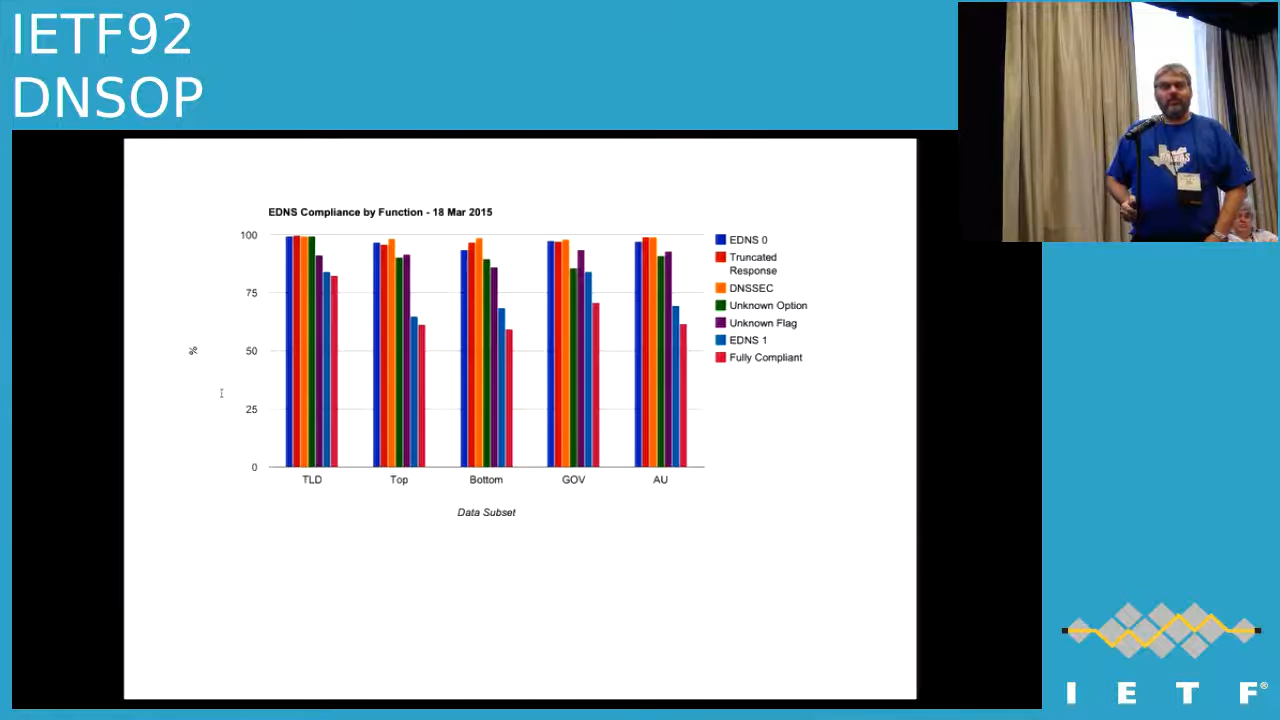 IETF92
DNSOP
EDNS Compliance by Function - 18 Mar 2015
100
75
50
25
0
%
TLD
Top
Bottom
GOV
AU
Data Subset
EDNS 0
Truncated
Response
DNSSEC
Unknown Option
Unknown Flag
EDNS 1
Fully Compliant
I E T F®